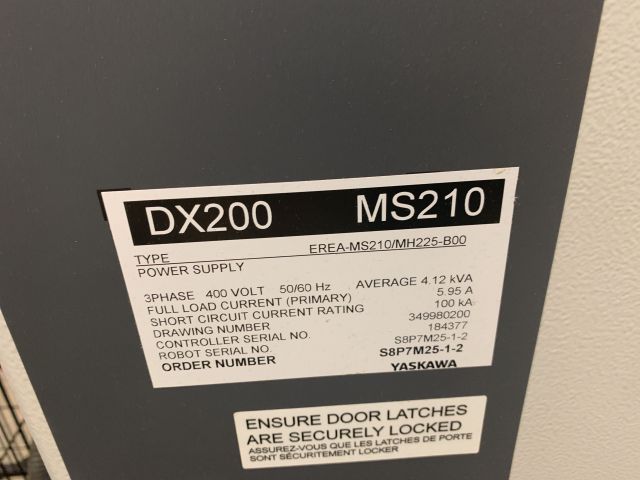 DX200 MS210
TYPE EREA-MS210/MH225-B00
POWER SUPPLY
3PHASE 400 VOLT 50/60 Hz AVERAGE 4.12 kVA
FULL LOAD CURRENT (PRIMARY) 5.95 A
SHORT CIRCUIT CURRENT RATING 100 kA
DRAWING NUMBER 349980200
CONTROLLER SERIAL NO. 184377
ROBOT SERIAL NO. S8P7M25-1-2
ORDER NUMBER S8P7M25-1-2
YASKAWA
ENSURE DOOR LATCHES
ARE SECURELY LOCKED
ASSUREZ-VOUS QUE LES LATCHES DE PORTE
SONT SÉCURITEMENT LOCKER